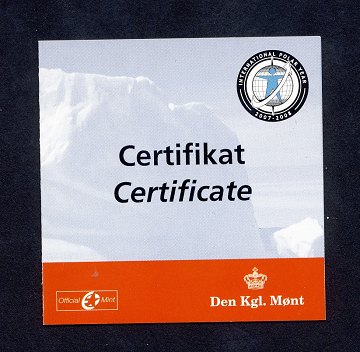 INTERNATIONAL POLAR YEAR
2007-2008
Certifikat
Certificate
Official Mint
Den Kgl. Mønt